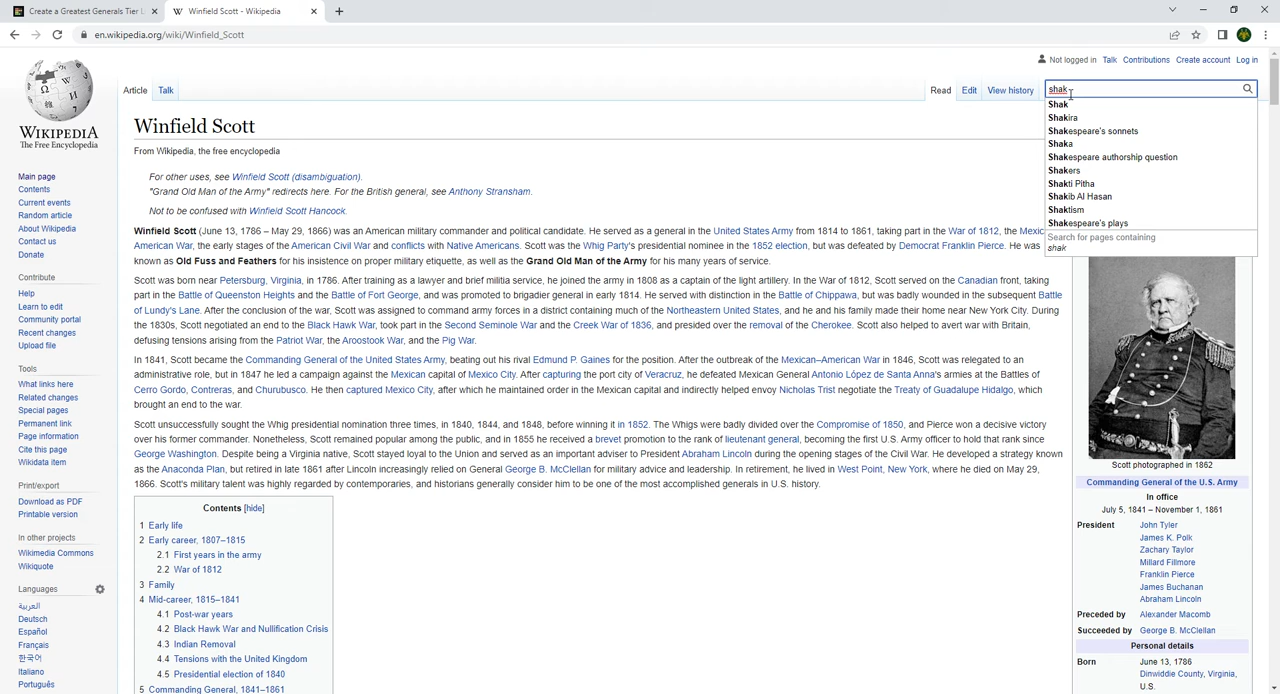 Create a Greatest Generals Tier L
Winfield Scott - Wikipedia
en.wikipedia.org/wiki/Winfield_Scott
Not logged in Talk Contributions Create account Log in
Article Talk Read Edit View history shak
WIKIPEDIA
The Free Encyclopedia
Main page
Contents
Current events
Random article
About Wikipedia
Contact us
Donate
Contribute
Help
Learn to edit
Community portal
Recent changes
Upload file
Tools
What links here
Related changes
Special pages
Permanent link
Page information
Cite this page
Wikidata item
Print/export
Download as PDF
Printable version
In other projects
Wikimedia Commons
Wikiquote
Languages
العربية
Deutsch
Español
Français
한국어
Italiano
Português
Shak
Shakira
Shakespeare's sonnets
Shaka
Shakespeare authorship question
Shakers
Shakti Pitha
Shakib Al Hasan
Shaktism
Shakespeare's plays
Search for pages containing
shak
Winfield Scott
From Wikipedia, the free encyclopedia
For other uses, see Winfield Scott (disambiguation).
"Grand Old Man of the Army" redirects here. For the British general, see Anthony Stransham.
Not to be confused with Winfield Scott Hancock.
Winfield Scott (June 13, 1786 – May 29, 1866) was an American military commander and political candidate. He served as a general in the United States Army from 1814 to 1861, taking part in the War of 1812, the Mexic
American War, the early stages of the American Civil War and conflicts with Native Americans. Scott was the Whig Party's presidential nominee in the 1852 election, but was defeated by Democrat Franklin Pierce. He was
known as Old Fuss and Feathers for his insistence on proper military etiquette, as well as the Grand Old Man of the Army for his many years of service.
Scott was born near Petersburg, Virginia, in 1786. After training as a lawyer and brief militia service, he joined the army in 1808 as a captain of the light artillery. In the War of 1812, Scott served on the Canadian front, taking
part in the Battle of Queenston Heights and the Battle of Fort George, and was promoted to brigadier general in early 1814. He served with distinction in the Battle of Chippawa, but was badly wounded in the subsequent Battle
of Lundy's Lane. After the conclusion of the war, Scott was assigned to command army forces in a district containing much of the Northeastern United States, and he and his family made their home near New York City. During
the 1830s, Scott negotiated an end to the Black Hawk War, took part in the Second Seminole War and the Creek War of 1836, and presided over the removal of the Cherokee. Scott also helped to avert war with Britain,
defusing tensions arising from the Patriot War, the Aroostook War, and the Pig War.
In 1841, Scott became the Commanding General of the United States Army, beating out his rival Edmund P. Gaines for the position. After the outbreak of the Mexican–American War in 1846, Scott was relegated to an
administrative role, but in 1847 he led a campaign against the Mexican capital of Mexico City. After capturing the port city of Veracruz, he defeated Mexican General Antonio López de Santa Anna's armies at the Battles of
Cerro Gordo, Contreras, and Churubusco. He then captured Mexico City, after which he maintained order in the Mexican capital and indirectly helped envoy Nicholas Trist negotiate the Treaty of Guadalupe Hidalgo, which
brought an end to the war.
Scott unsuccessfully sought the Whig presidential nomination three times, in 1840, 1844, and 1848, before winning it in 1852. The Whigs were badly divided over the Compromise of 1850, and Pierce won a decisive victory
over his former commander. Nonetheless, Scott remained popular among the public, and in 1855 he received a brevet promotion to the rank of lieutenant general, becoming the first U.S. Army officer to hold that rank since
George Washington. Despite being a Virginia native, Scott stayed loyal to the Union and served as an important adviser to President Abraham Lincoln during the opening stages of the Civil War. He developed a strategy known
as the Anaconda Plan, but retired in late 1861 after Lincoln increasingly relied on General George B. McClellan for military advice and leadership. In retirement, he lived in West Point, New York, where he died on May 29,
1866. Scott's military talent was highly regarded by contemporaries, and historians generally consider him to be one of the most accomplished generals in U.S. history.
Contents [hide]
1 Early life
2 Early career, 1807–1815
2.1 First years in the army
2.2 War of 1812
3 Family
4 Mid-career, 1815–1841
4.1 Post-war years
4.2 Black Hawk War and Nullification Crisis
4.3 Indian Removal
4.4 Tensions with the United Kingdom
4.5 Presidential election of 1840
5 Commanding General, 1841–1861
Scott photographed in 1862
Commanding General of the U.S. Army
In office
July 5, 1841 – November 1, 1861
President John Tyler
James K. Polk
Zachary Taylor
Millard Fillmore
Franklin Pierce
James Buchanan
Abraham Lincoln
Preceded by Alexander Macomb
Succeeded by George B. McClellan
Personal details
Born June 13, 1786
Dinwiddie County, Virginia,
U.S.